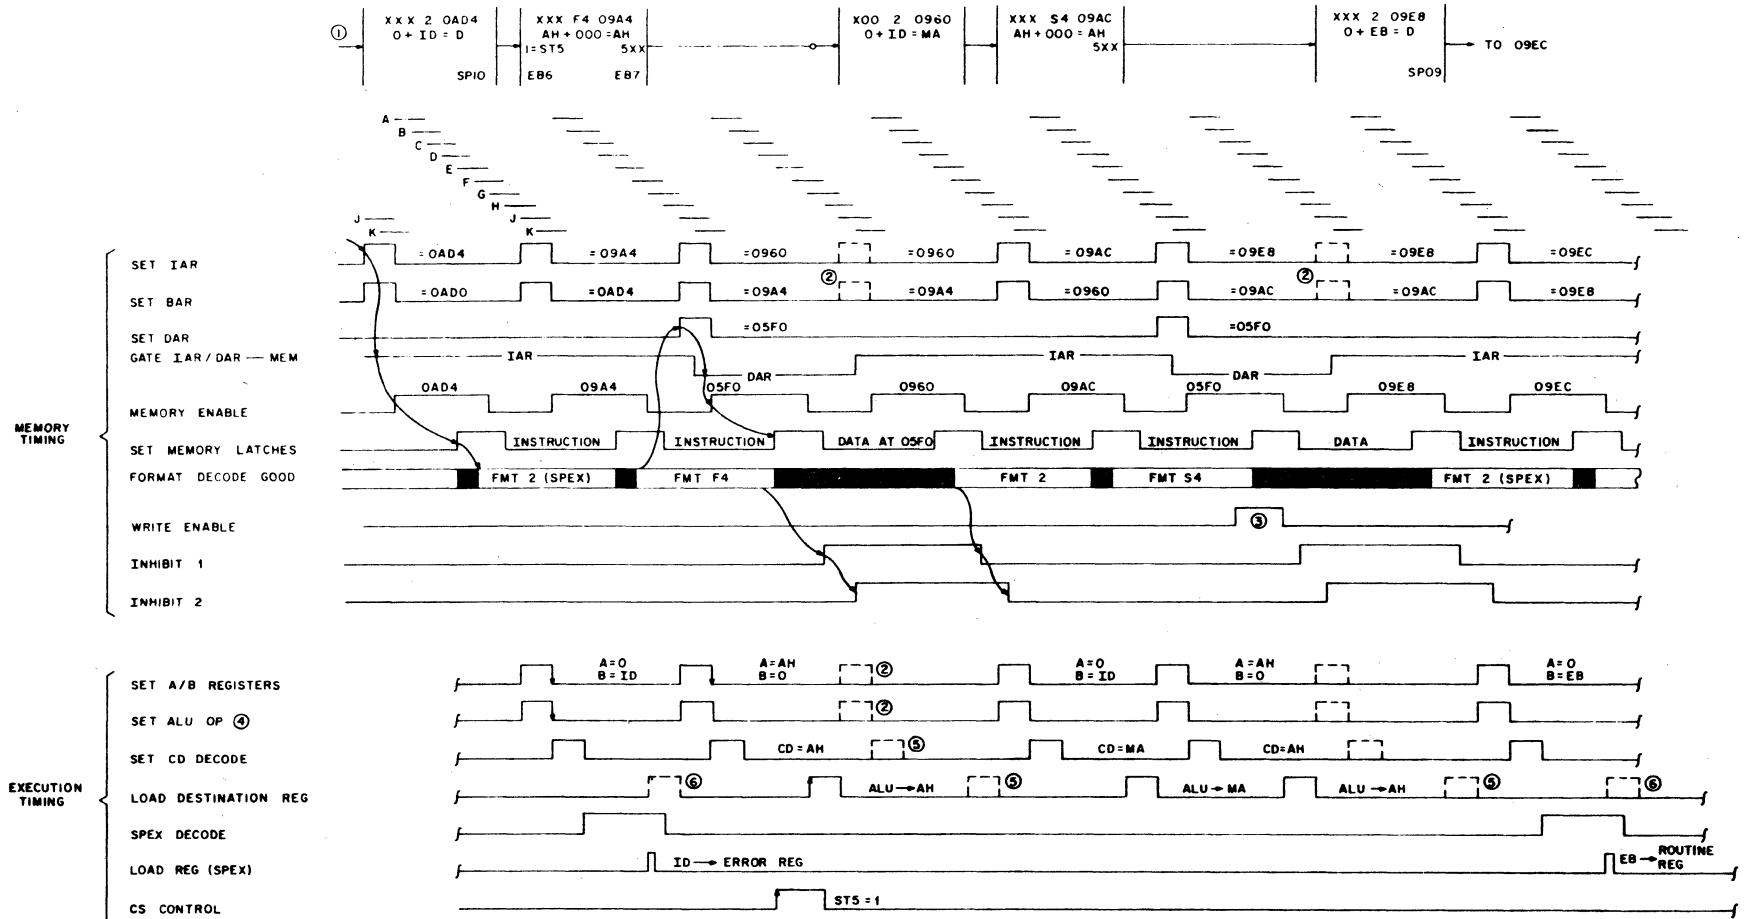 ①
XXX 2 0AD4
0 + ID = D
SP10
XXX F4 09A4
AH + 000 = AH
1=ST5 5XX
EB6 EB7
X00 2 0960
0 + ID = MA
XXX S4 09AC
AH + 000 = AH
5XX
XXX 2 09E8
0 + EB = D
SP09
TO 09EC
A
B
C
D
E
F
G
H
J J
K K
MEMORY TIMING
SET IAR =0AD4 =09A4 =0960 =0960 =09AC =09E8 =09E8 =09EC
② ②
SET BAR =0AD0 =0AD4 =09A4 =09A4 =0960 =09AC =09AC =09E8
SET DAR =05F0 =05F0
GATE IAR/DAR — MEM IAR DAR IAR DAR IAR
0AD4 09A4 05F0 0960 09AC 05F0 09E8 09EC
MEMORY ENABLE
SET MEMORY LATCHES INSTRUCTION INSTRUCTION DATA AT 05F0 INSTRUCTION INSTRUCTION DATA INSTRUCTION
FORMAT DECODE GOOD FMT 2 (SPEX) FMT F4 FMT 2 FMT S4 FMT 2 (SPEX)
WRITE ENABLE ③
INHIBIT 1
INHIBIT 2
EXECUTION TIMING
A=0 A=AH A=0 A=AH A=0
SET A/B REGISTERS B=ID B=0 ② B=ID B=0 B=EB
SET ALU OP ④ ②
SET CD DECODE CD=AH ⑤ CD=MA CD=AH
LOAD DESTINATION REG ⑥ ALU→AH ⑤ ALU→MA ALU→AH ⑤ ⑥
SPEX DECODE
LOAD REG (SPEX) ID→ERROR REG EB→ROUTINE REG
CS CONTROL ST5=1